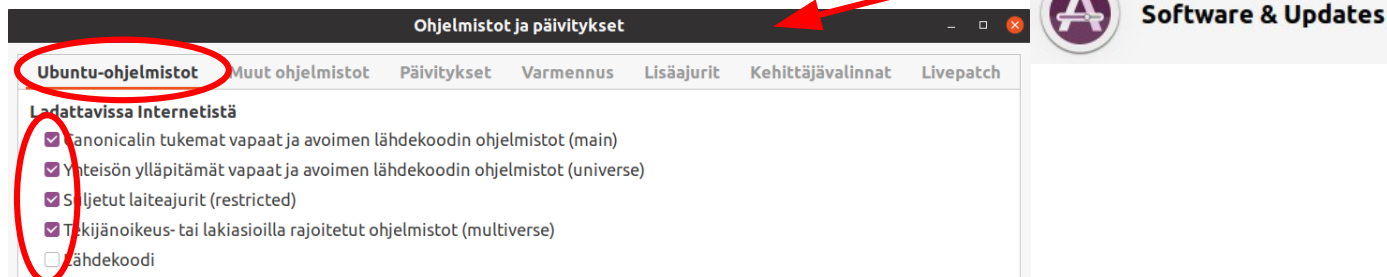 Software & Updates
Ohjelmistot ja päivitykset
Ubuntu-ohjelmistot Muut ohjelmistot Päivitykset Varmennus Lisäajurit Kehittäjävalinnat Livepatch
Ladattavissa Internetistä
Canonicalin tukemat vapaat ja avoimen lähdekoodin ohjelmistot (main)
Yhteisön ylläpitämät vapaat ja avoimen lähdekoodin ohjelmistot (universe)
Suljetut laiteajurit (restricted)
Tekijänoikeus- tai lakiasioilla rajoitetut ohjelmistot (multiverse)
Lähdekoodi